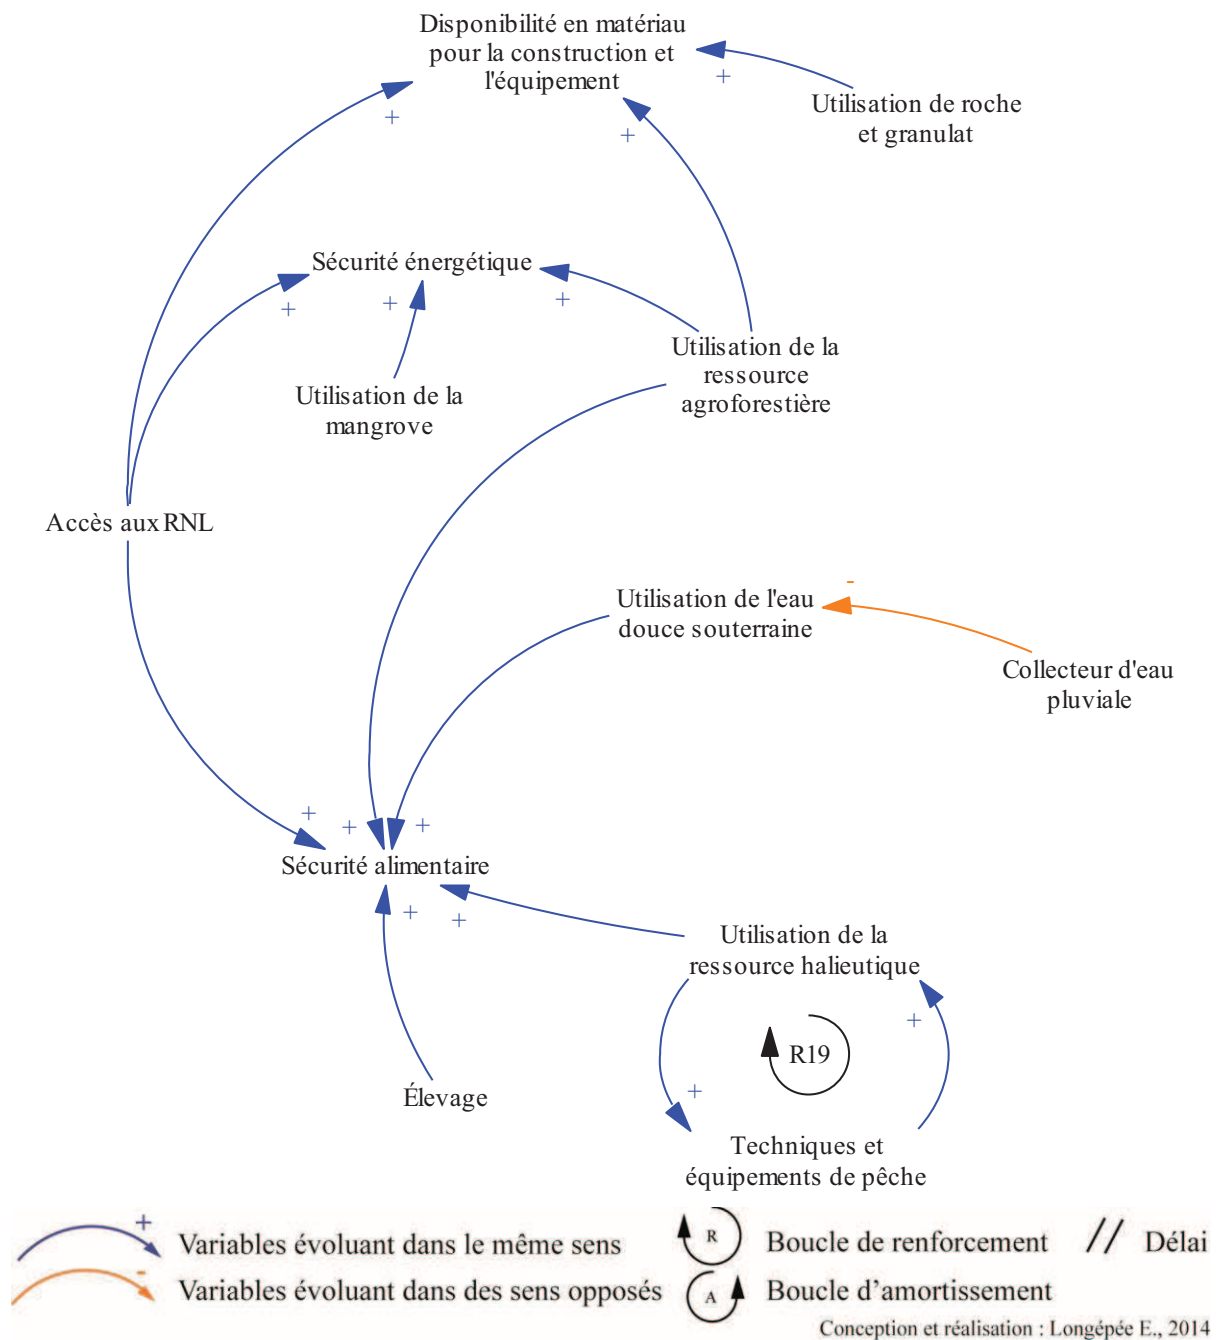 Disponibilité en matériau
pour la construction et
l'équipement
+
+
+
Utilisation de roche
et granulat
Sécurité énergétique
+
+
+
Utilisation de la
ressource
agroforestière
Utilisation de la
mangrove
Accès aux RNL
Utilisation de l'eau
douce souterraine
-
Collecteur d'eau
pluviale
+
+
+
Sécurité alimentaire
+
+
Utilisation de la
ressource halieutique
+
R19
+
Élevage
Techniques et
équipements de pêche
+
Variables évoluant dans le même sens
R
Boucle de renforcement
//
Délai
-
Variables évoluant dans des sens opposés
A
Boucle d’amortissement
Conception et réalisation : Longépée E., 2014